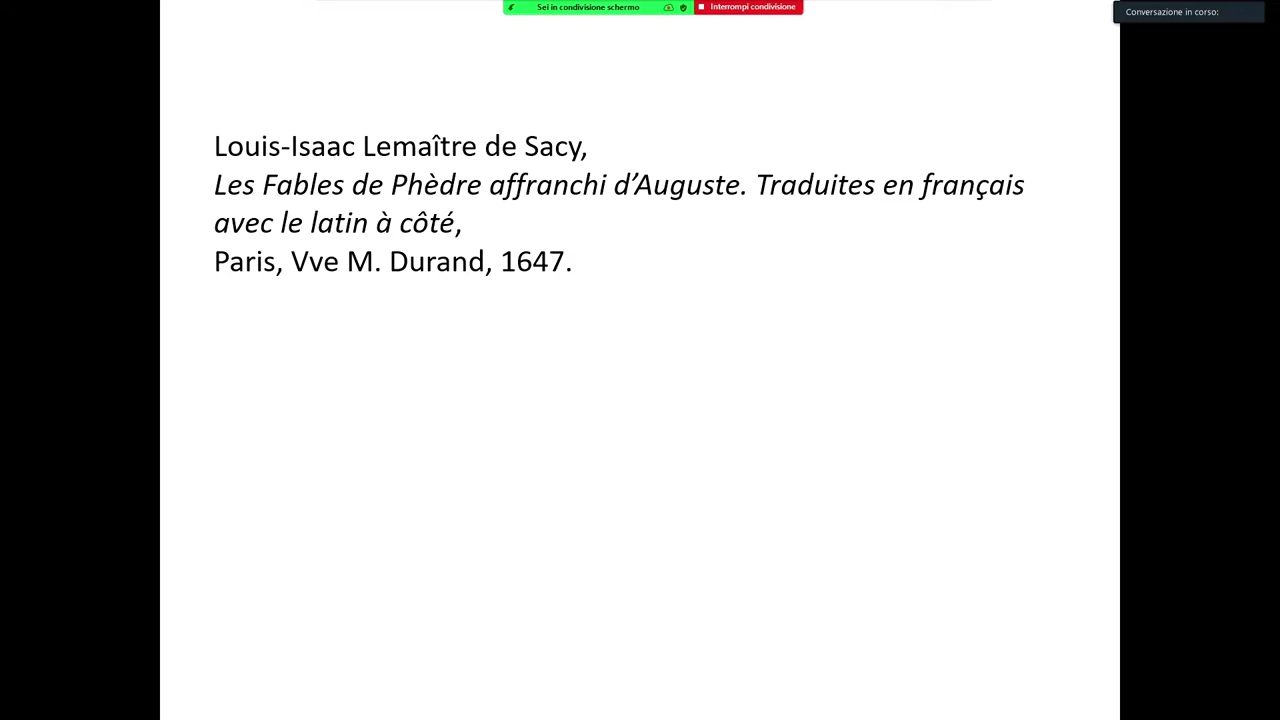 Sei in condivisione schermo
Interrompi condivisione
Conversazione in corso:
Louis-Isaac Lemaître de Sacy,
Les Fables de Phèdre affranchi d’Auguste. Traduites en français
avec le latin à côté,
Paris, Vve M. Durand, 1647.